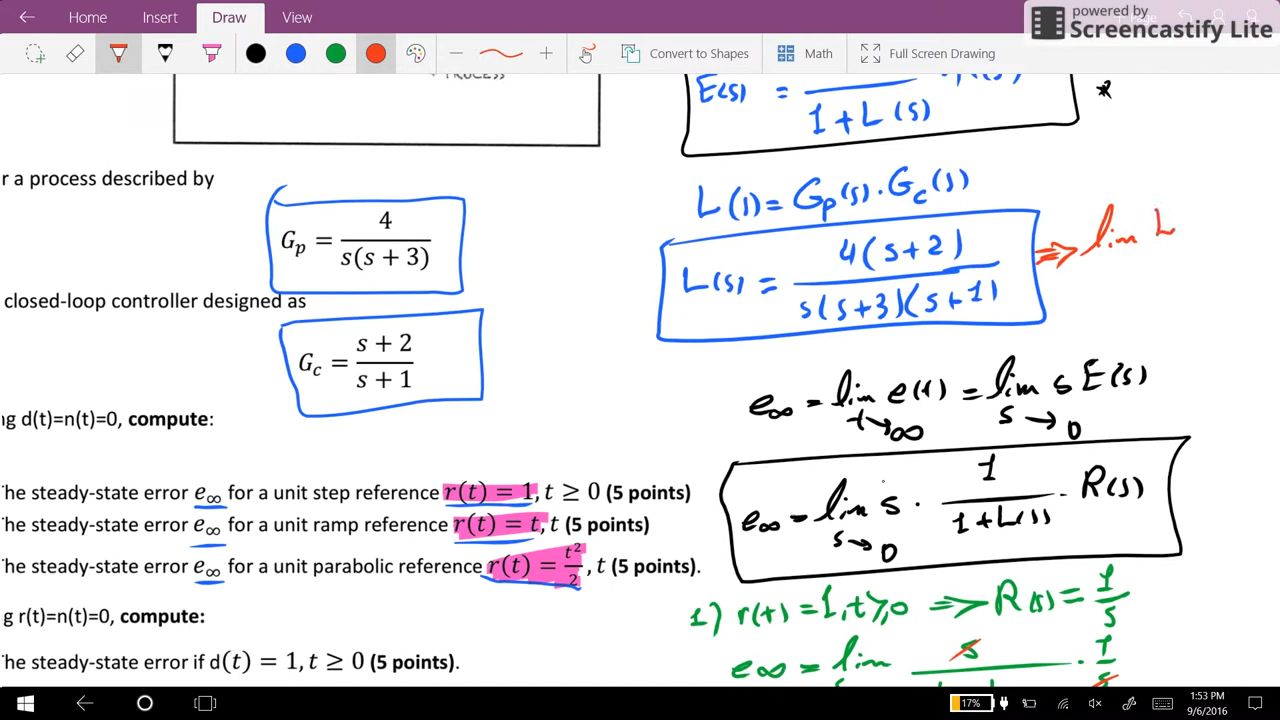 Home Insert Draw View
powered by
Screencastify Lite
Convert to Shapes Math Full Screen Drawing
E(s) =
1 + L(s)
*
r a process described by
G_p = 4 / s(s + 3)
closed-loop controller designed as
G_c = s + 2 / s + 1
ng d(t)=n(t)=0, compute:
he steady-state error e∞ for a unit step reference r(t) = 1, t ≥ 0 (5 points)
he steady-state error e∞ for a unit ramp reference r(t) = t, t (5 points)
he steady-state error e∞ for a unit parabolic reference r(t) = t²/2, t (5 points).
g r(t)=n(t)=0, compute:
he steady-state error if d(t) = 1, t ≥ 0 (5 points).
L(s) = Gp(s) · Gc(s)
L(s) = 4(s+2) / s(s+3)(s+1) ⇒ lim L
e∞ = lim e(t) = lim s E(s)
t→∞ s→0
e∞ = lim s · 1 / 1+L(s) · R(s)
s→0
1) r(t) = 1, t ≥ 0 ⇒ R(s) = 1/s
e∞ = lim s · 1/s
17%
1:53 PM
9/6/2016